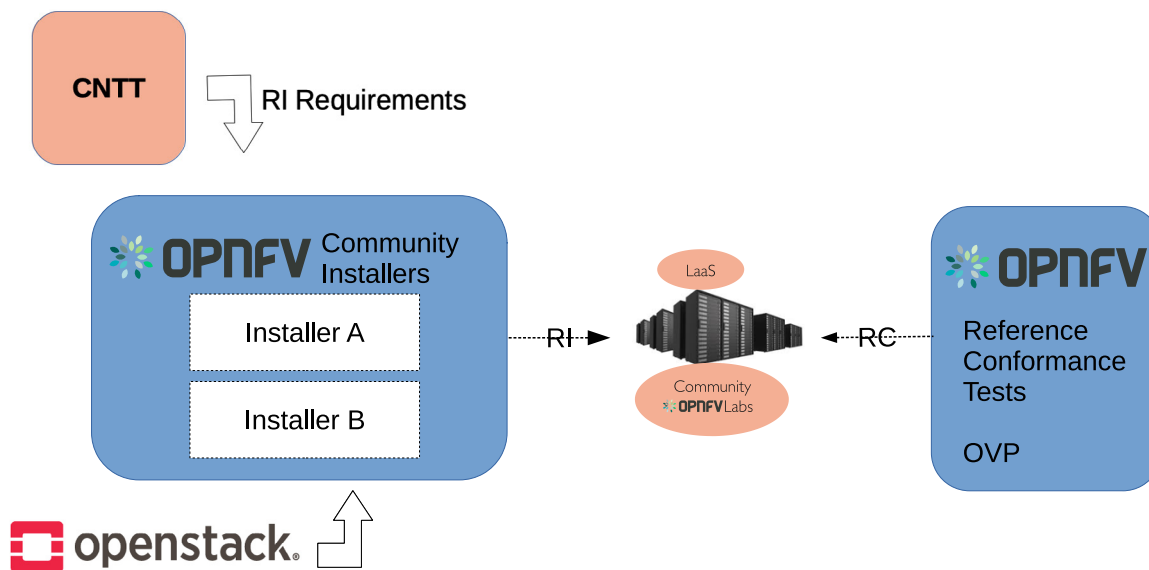 CNTT
RI Requirements
OPNFV
Community
Installers
Installer A
Installer B
RI
LaaS
Community
OPNFV Labs
RC
OPNFV
Reference
Conformance
Tests
OVP
openstack®